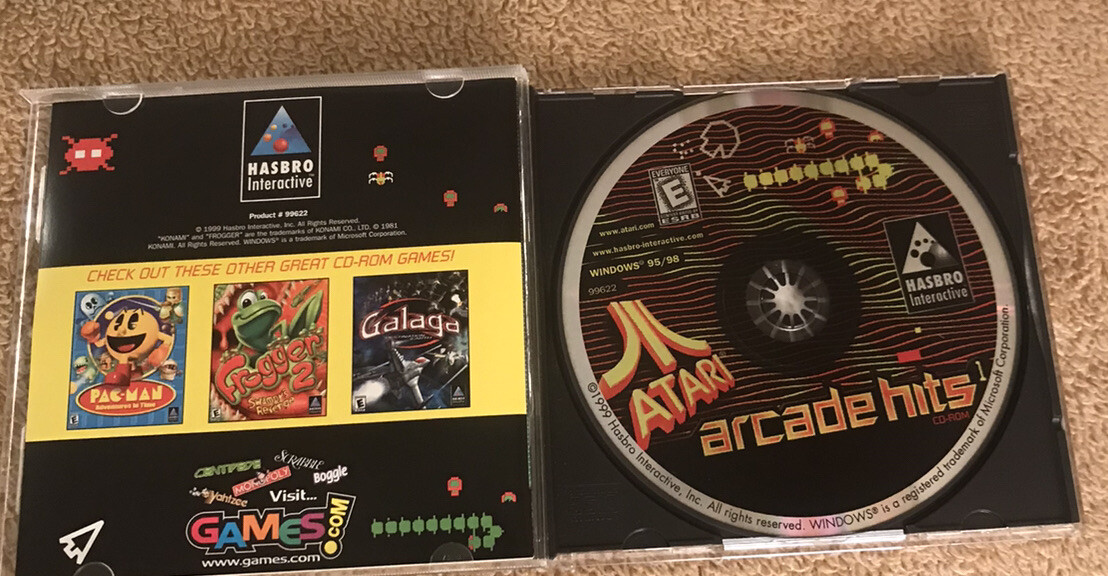 HASBRO
Interactive™
Product # 99622
© 1999 Hasbro Interactive, Inc. All Rights Reserved.
"KONAMI" and "FROGGER" are the trademarks of KONAMI CO., LTD. © 1981
KONAMI. All Rights Reserved. WINDOWS® is a trademark of Microsoft Corporation.
CHECK OUT THESE OTHER GREAT CD-ROM GAMES!
PAC-MAN
Adventures in Time
E
Frogger
2
Swampy's
Revenge
E
Galaga
E
CENTIPEDE
SCRABBLE
MONOPOLY
Boggle
Yahtzee
Visit...
GAMES.COM!
www.games.com
EVERYONE
E
ESRB
www.atari.com
www.hasbro-interactive.com
WINDOWS® 95/98
99622
HASBRO
Interactive
ATARI
arcade hits 1
CD-ROM
©1999 Hasbro Interactive, Inc. All rights reserved. WINDOWS® is a registered trademark of Microsoft Corporation.